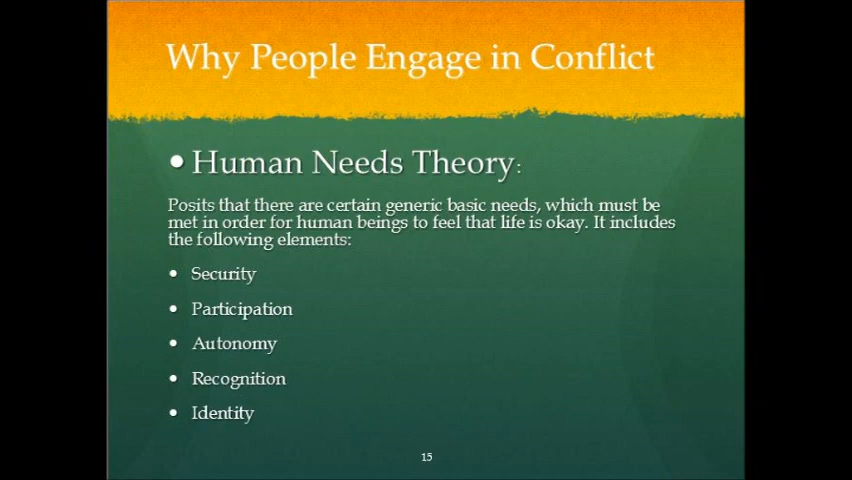 Why People Engage in Conflict
• Human Needs Theory:
Posits that there are certain generic basic needs, which must be
met in order for human beings to feel that life is okay. It includes
the following elements:
• Security
• Participation
• Autonomy
• Recognition
• Identity
15